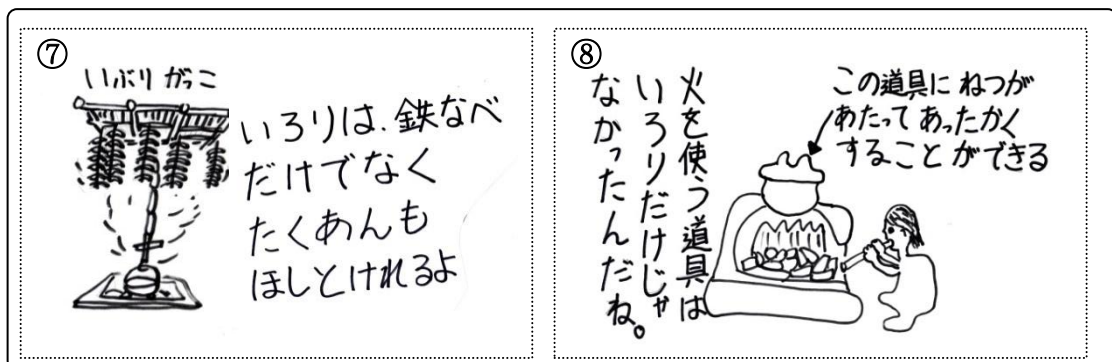 ⑦
いぶりがっこ
いろりは、鉄なべ
だけでなく
たくあんも
ほしとけれるよ
⑧
この道具にねつが
あたってあったかく
することができる
火を使う道具は
いろりだけじゃ
なかったんだね。